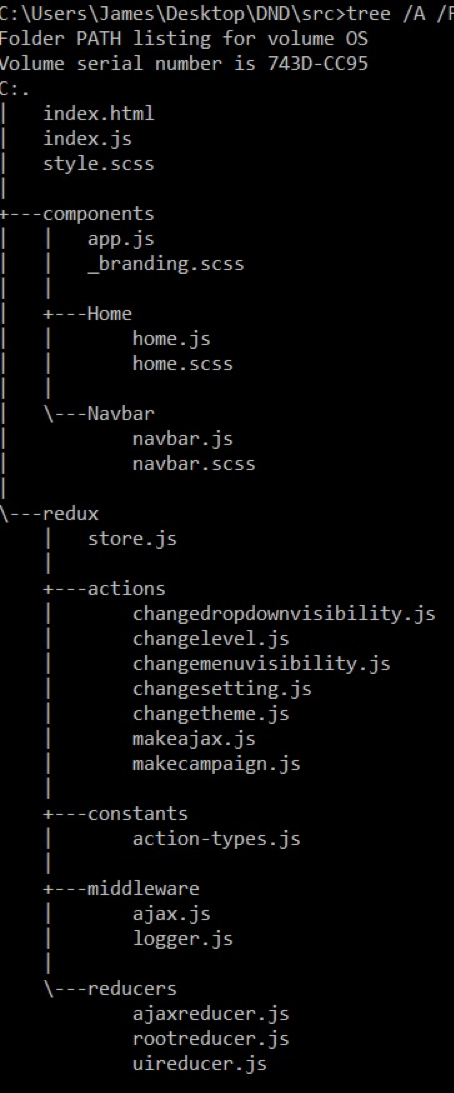 C:\Users\James\Desktop\DND\src>tree /A /F
Folder PATH listing for volume OS
Volume serial number is 743D-CC95
C:.
|   index.html
|   index.js
|   style.scss
|
+---components
|   |   app.js
|   |   _branding.scss
|   |
|   +---Home
|   |       home.js
|   |       home.scss
|   |
|   \---Navbar
|           navbar.js
|           navbar.scss
|
\---redux
    |   store.js
    |
    +---actions
    |       changedropdownvisibility.js
    |       changelevel.js
    |       changemenuvisibility.js
    |       changesetting.js
    |       changetheme.js
    |       makeajax.js
    |       makecampaign.js
    |
    +---constants
    |       action-types.js
    |
    +---middleware
    |       ajax.js
    |       logger.js
    |
    \---reducers
            ajaxreducer.js
            rootreducer.js
            uireducer.js